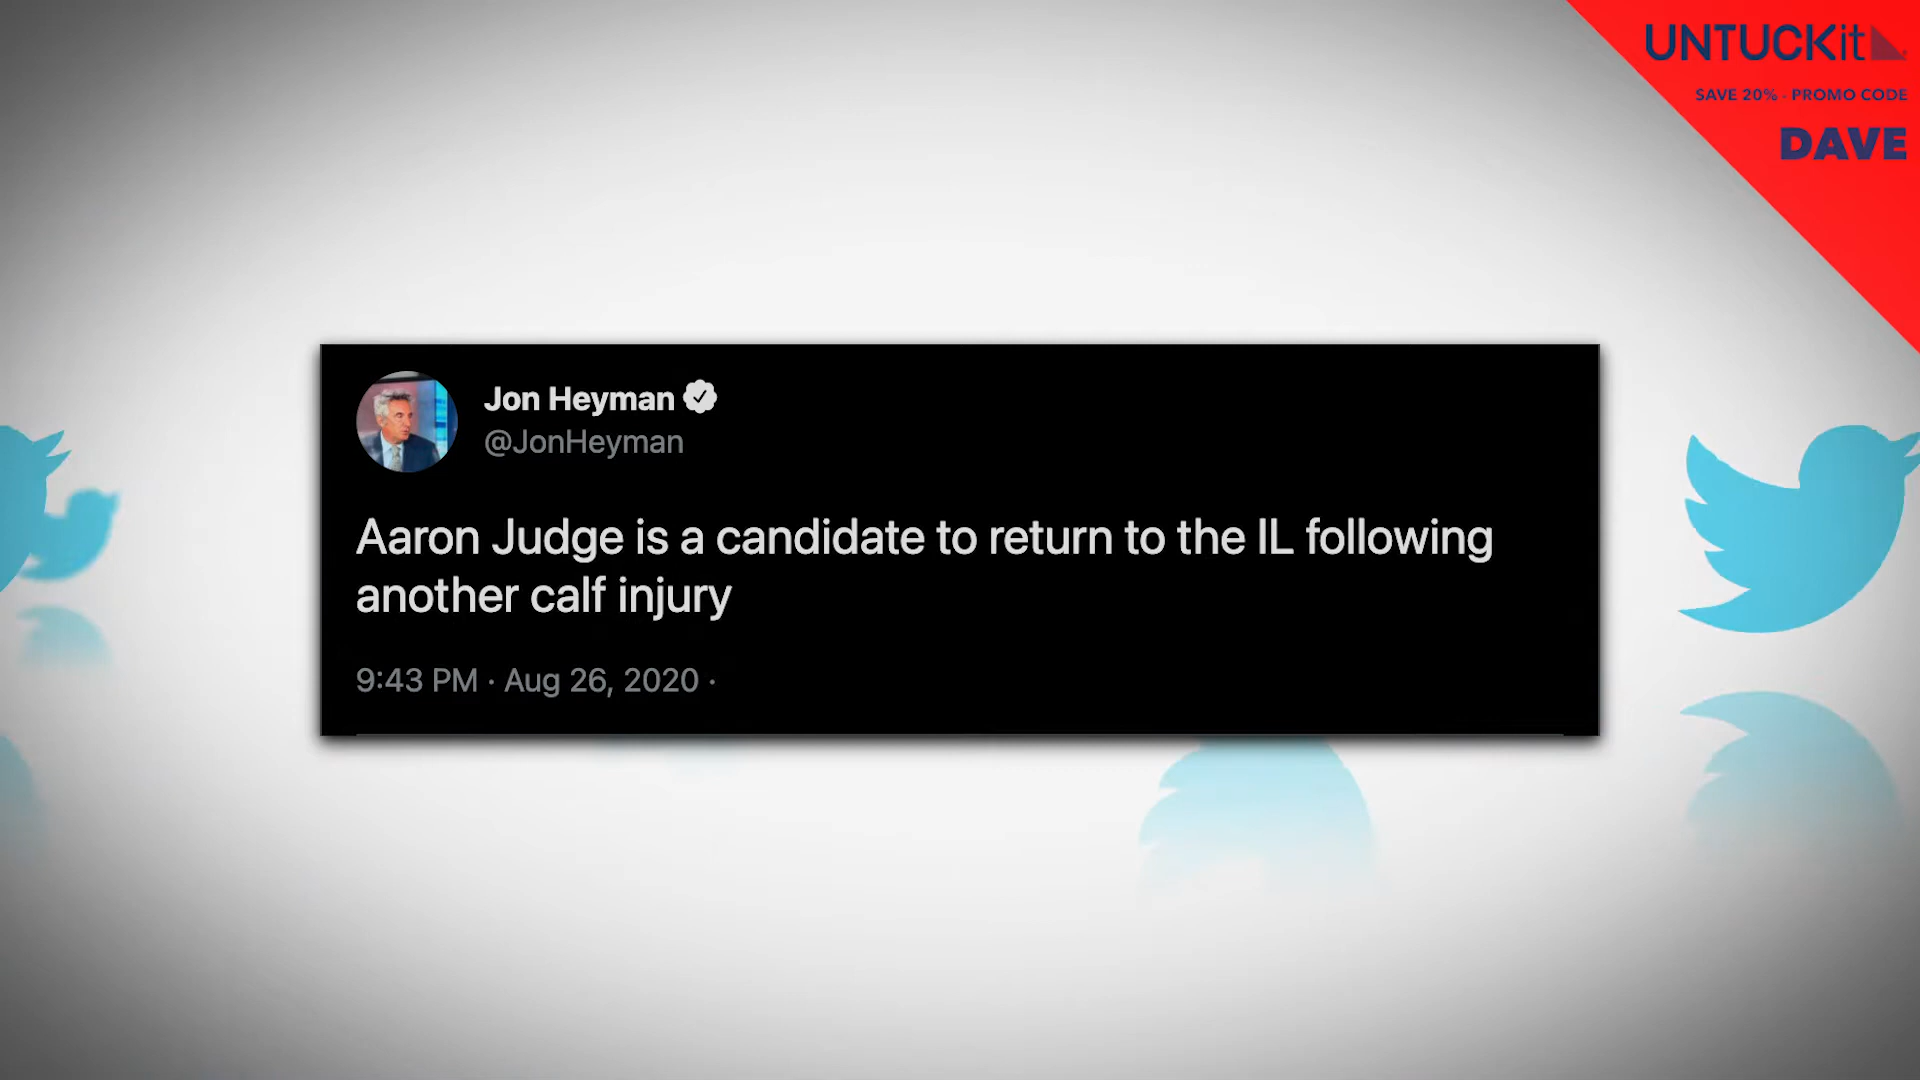 UNTUCKit
SAVE 20% - PROMO CODE
DAVE
Jon Heyman
@JonHeyman
Aaron Judge is a candidate to return to the IL following
another calf injury
9:43 PM · Aug 26, 2020 ·